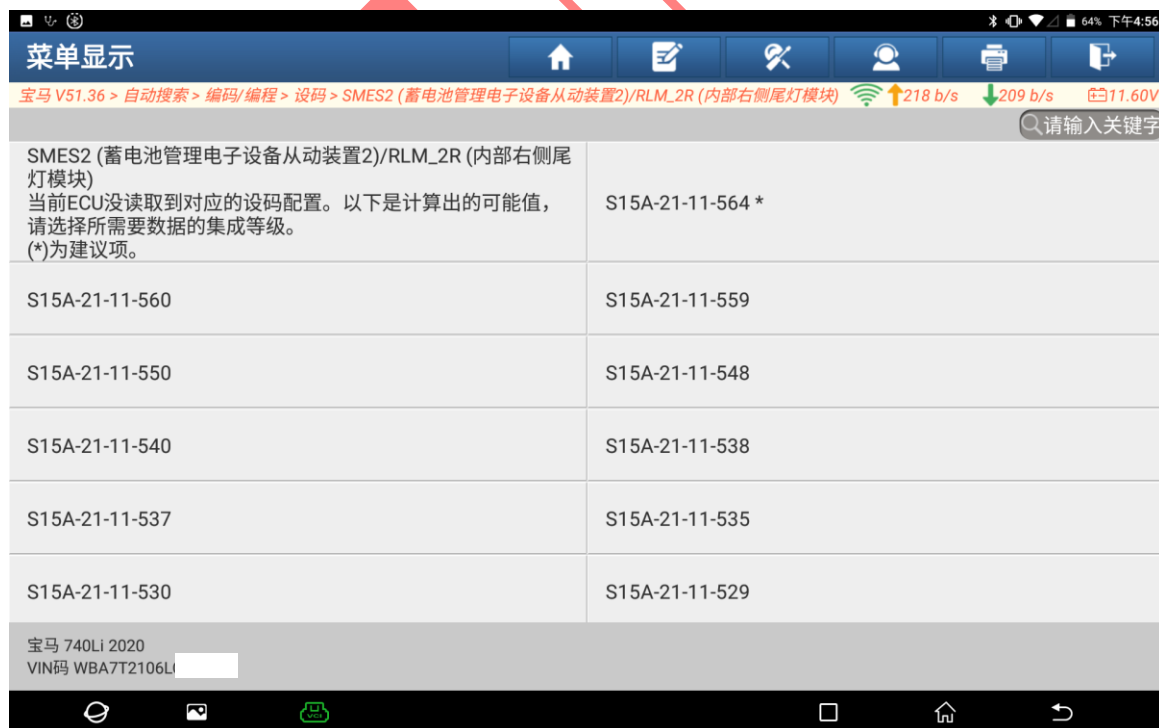 64% 下午4:56
菜单显示
宝马 V51.36 > 自动搜索 > 编码/编程 > 设码 > SMES2 (蓄电池管理电子设备从动装置2)/RLM_2R (内部右侧尾灯模块) 218 b/s 209 b/s 11.60V
请输入关键字
SMES2 (蓄电池管理电子设备从动装置2)/RLM_2R (内部右侧尾
灯模块)
当前ECU没读取到对应的设码配置。以下是计算出的可能值，
请选择所需要数据的集成等级。
(*)为建议项。
S15A-21-11-564 *
S15A-21-11-560
S15A-21-11-559
S15A-21-11-550
S15A-21-11-548
S15A-21-11-540
S15A-21-11-538
S15A-21-11-537
S15A-21-11-535
S15A-21-11-530
S15A-21-11-529
宝马 740Li 2020
VIN码 WBA7T2106L
VCI